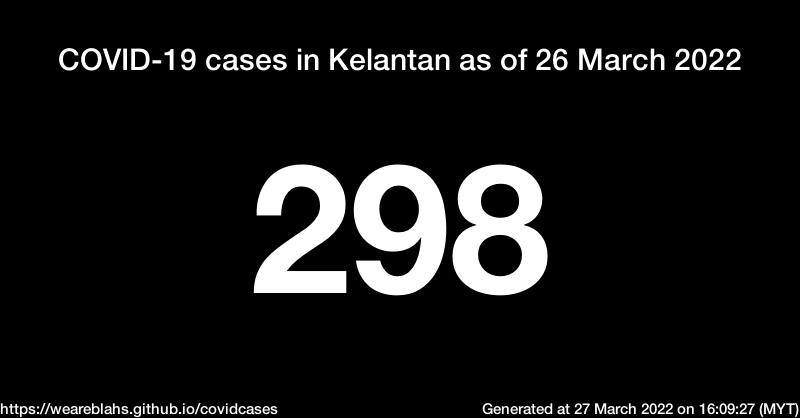 COVID-19 cases in Kelantan as of 26 March 2022
298
https://weareblahs.github.io/covidcases
Generated at 27 March 2022 on 16:09:27 (MYT)